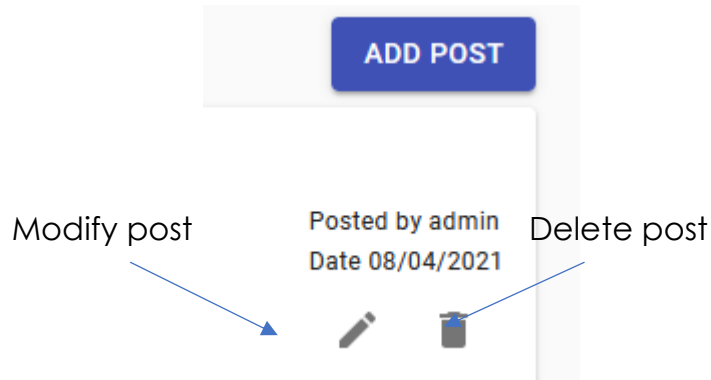 ADD POST
Modify post
Posted by admin
Delete post
Date 08/04/2021